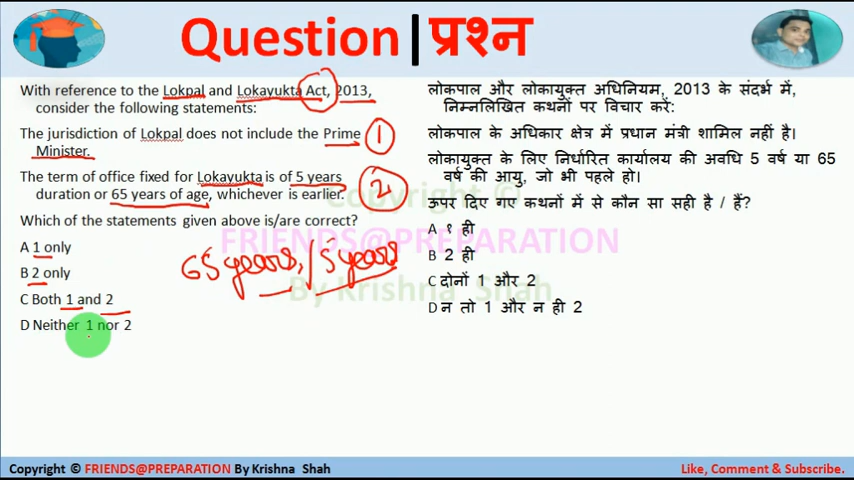 Question|प्रश्न
With reference to the Lokpal and Lokayukta Act, 2013,
consider the following statements:
The jurisdiction of Lokpal does not include the Prime
Minister.
1
The term of office fixed for Lokayukta is of 5 years
duration or 65 years of age, whichever is earlier.
2
Which of the statements given above is/are correct?
A 1 only
B 2 only
C Both 1 and 2
D Neither 1 nor 2
65 years, / 5 years
लोकपाल और लोकायुक्त अधिनियम, 2013 के संदर्भ में,
निम्नलिखित कथनों पर विचार करें:
लोकपाल के अधिकार क्षेत्र में प्रधान मंत्री शामिल नहीं है।
लोकायुक्त के लिए निर्धारित कार्यालय की अवधि 5 वर्ष या 65
वर्ष की आयु, जो भी पहले हो।
ऊपर दिए गए कथनों में से कौन सा सही है / हैं?
A १ ही
B 2 ही
C दोनों 1 और 2
D न तो 1 और न ही 2
Copyright ©
FRIENDS@PREPARATION
By Krishna Shah
Copyright © FRIENDS@PREPARATION By Krishna Shah
Like, Comment & Subscribe.